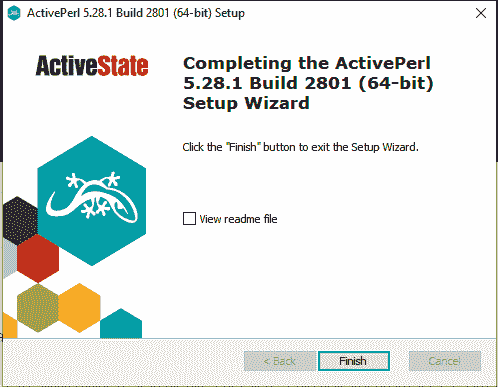 ActivePerl 5.28.1 Build 2801 (64-bit) Setup
ActiveState
Completing the ActivePerl
5.28.1 Build 2801 (64-bit)
Setup Wizard
Click the "Finish" button to exit the Setup Wizard.
View readme file
< Back
Finish
Cancel